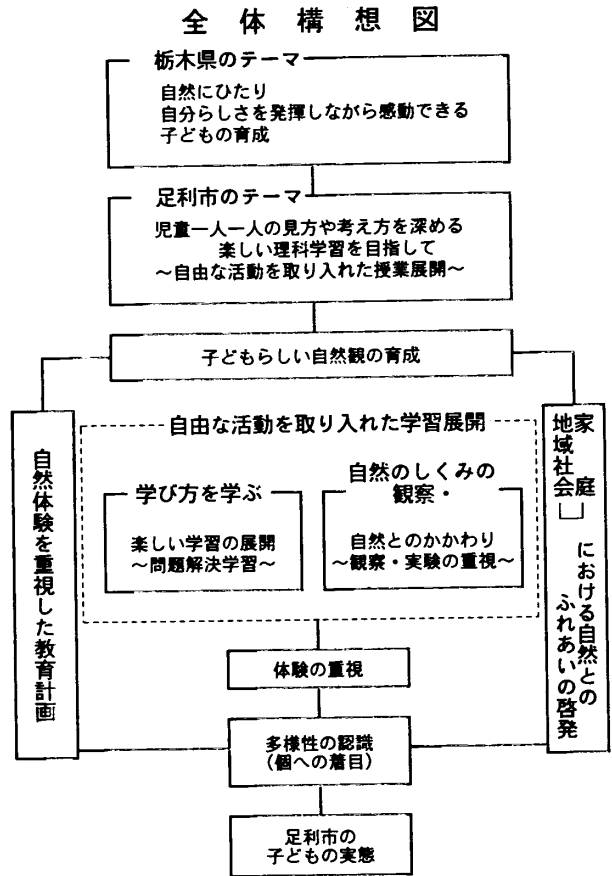 全体構想図
栃木県のテーマ
自然にひたり
自分らしさを発揮しながら感動できる
子どもの育成
足利市のテーマ
児童一人一人の見方や考え方を深める
楽しい理科学習を目指して
〜自由な活動を取り入れた授業展開〜
子どもらしい自然観の育成
自然体験を重視した教育計画
自由な活動を取り入れた学習展開
学び方を学ぶ
楽しい学習の展開
〜問題解決学習〜
自然のしくみの
観察・
自然とのかかわり
〜観察・実験の重視〜
家庭
地域社会
における自然との
ふれあいの啓発
体験の重視
多様性の認識
(個への着目)
足利市の
子どもの実態